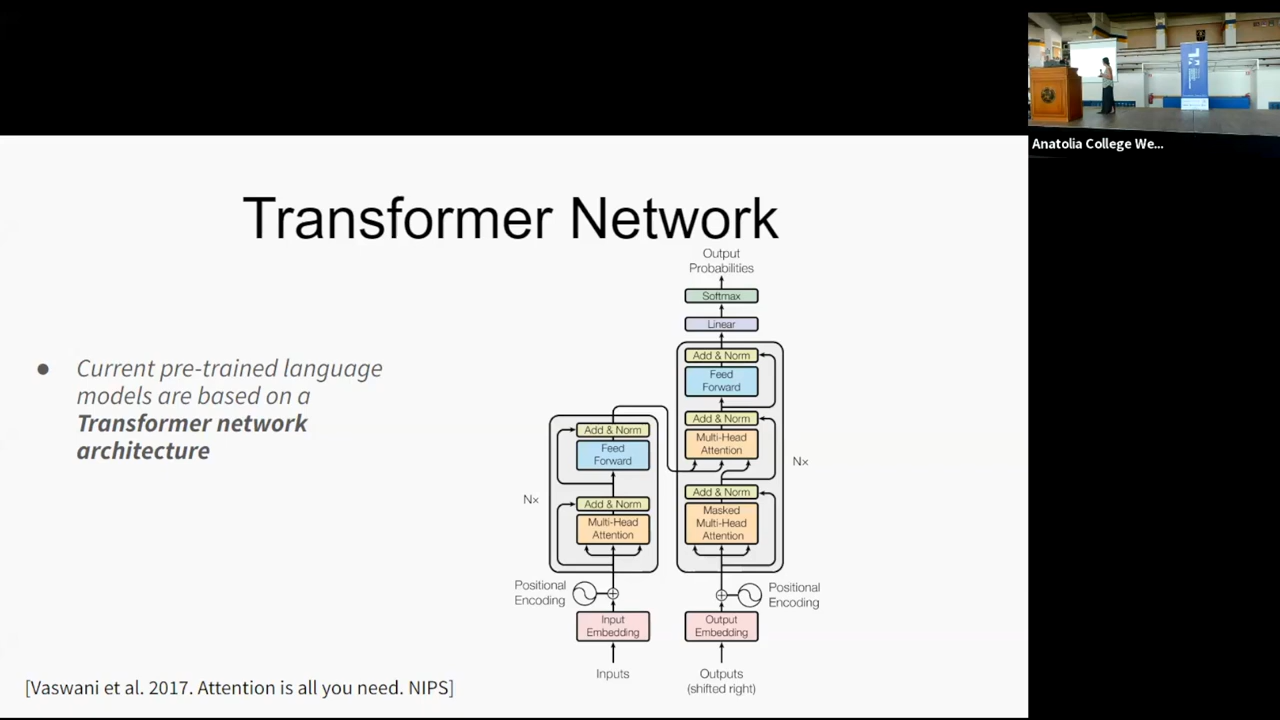 Anatolia College We...
Transformer Network
● Current pre-trained language
models are based on a
Transformer network
architecture
Output
Probabilities
Softmax
Linear
Add & Norm
Feed
Forward
Add & Norm
Multi-Head
Attention
Nx
Add & Norm
Masked
Multi-Head
Attention
Add & Norm
Feed
Forward
Nx
Add & Norm
Multi-Head
Attention
Positional
Encoding
Positional
Encoding
Input
Embedding
Output
Embedding
Inputs
Outputs
(shifted right)
[Vaswani et al. 2017. Attention is all you need. NIPS]